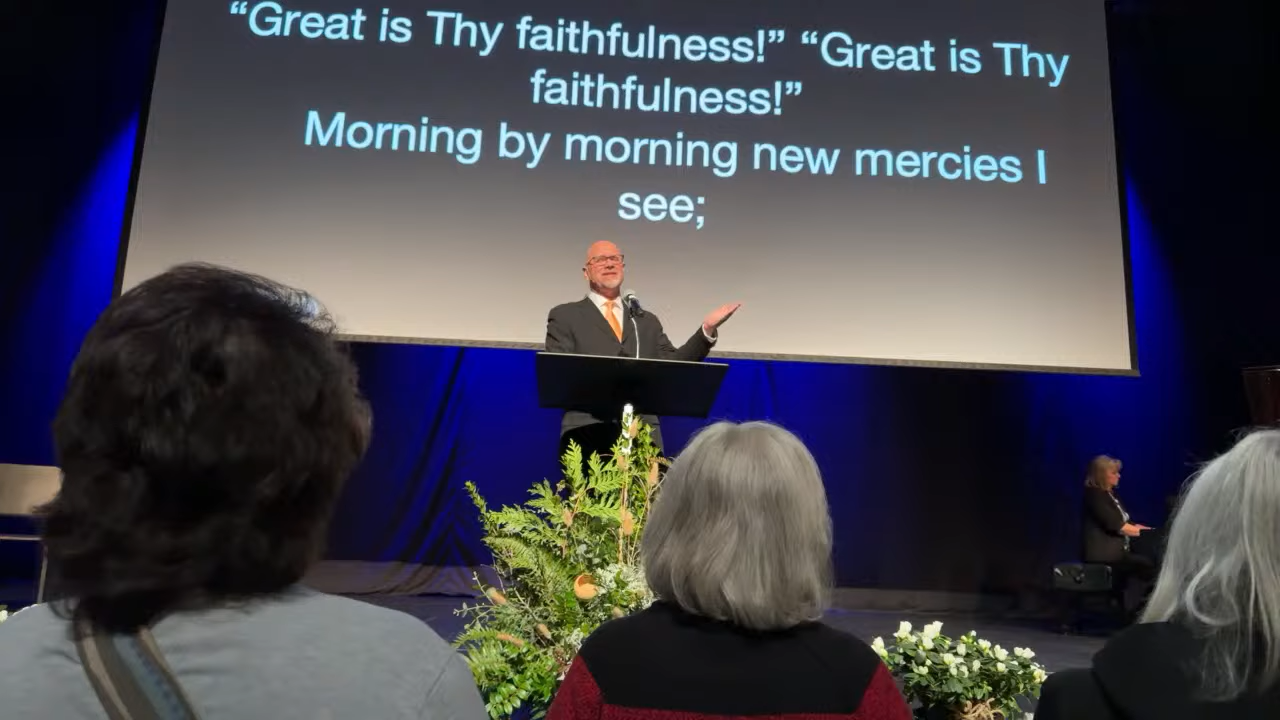 “Great is Thy faithfulness!” “Great is Thy
faithfulness!”
Morning by morning new mercies I
see;